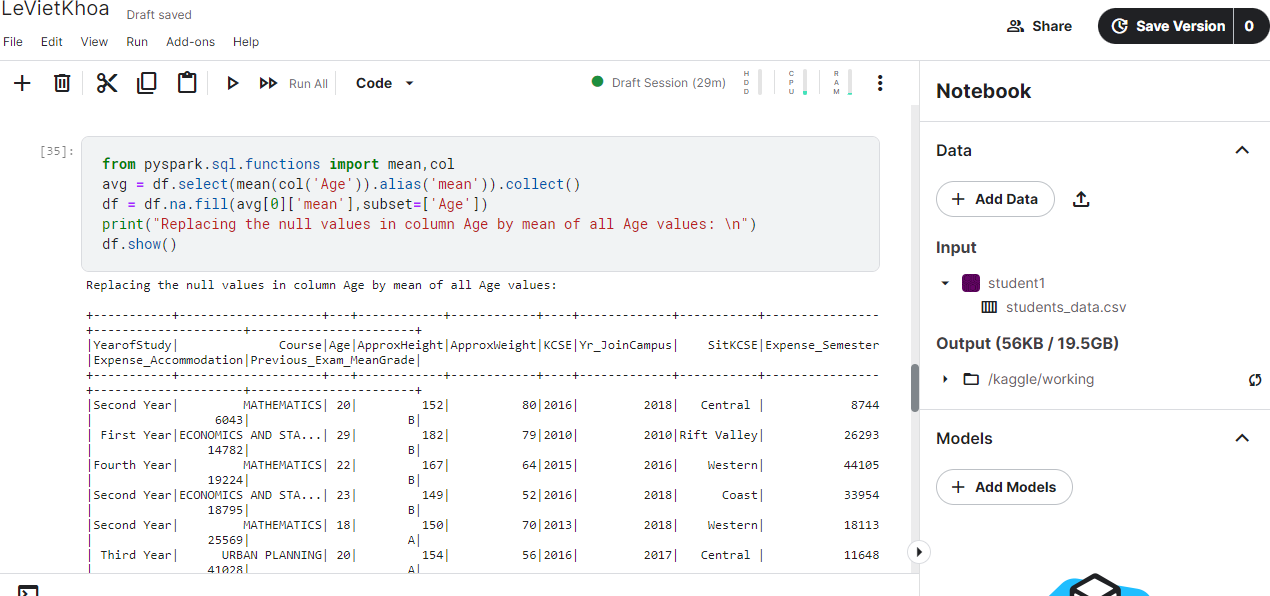 LeVietKhoa
Draft saved
File Edit View Run Add-ons Help
Share
Save Version 0
Run All
Code
Draft Session (29m)
HDD
CPU
RAM
[35]:
from pyspark.sql.functions import mean,col
avg = df.select(mean(col('Age')).alias('mean')).collect()
df = df.na.fill(avg[0]['mean'],subset=['Age'])
print("Replacing the null values in column Age by mean of all Age values: \n")
df.show()
Replacing the null values in column Age by mean of all Age values:
+-----------+--------------------+---+------------+------------+----+-------------+-----------+----------------
+--------------------+-----------------------+
|YearofStudy|              Course|Age|ApproxHeight|ApproxWeight|KCSE|Yr_JoinCampus|    SitKCSE|Expense_Semester
|Expense_Accommodation|Previous_Exam_MeanGrade|
+-----------+--------------------+---+------------+------------+----+-------------+-----------+----------------
+--------------------+-----------------------+
|Second Year|         MATHEMATICS| 20|         152|          80|2016|         2018|   Central |            8744
|                 6043|                      B|
| First Year|ECONOMICS AND STA...| 29|         182|          79|2010|         2010|Rift Valley|           26293
|                14782|                      B|
|Fourth Year|         MATHEMATICS| 22|         167|          64|2015|         2016|    Western|           44105
|                19224|                      B|
|Second Year|ECONOMICS AND STA...| 23|         149|          52|2016|         2018|      Coast|           33954
|                18795|                      B|
|Second Year|         MATHEMATICS| 18|         150|          70|2013|         2018|    Western|           18113
|                25569|                      A|
| Third Year|      URBAN PLANNING| 20|         154|          56|2016|         2017|   Central |           11648
|                41028|                      A|
Notebook
Data
Add Data
Input
student1
students_data.csv
Output (56KB / 19.5GB)
/kaggle/working
Models
Add Models